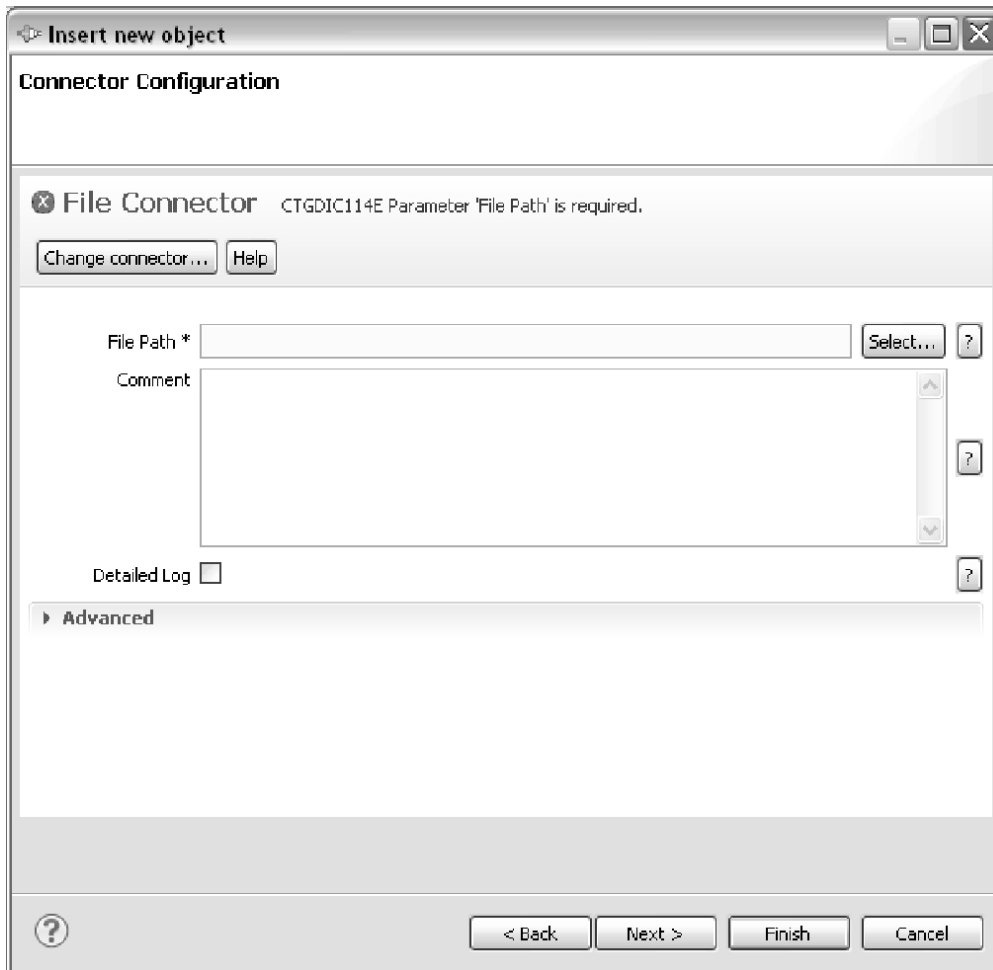 Insert new object
Connector Configuration
File Connector CTGDIC114E Parameter 'File Path' is required.
Change connector... Help
File Path * Select... ?
Comment
?
Detailed Log ?
Advanced
? < Back Next > Finish Cancel